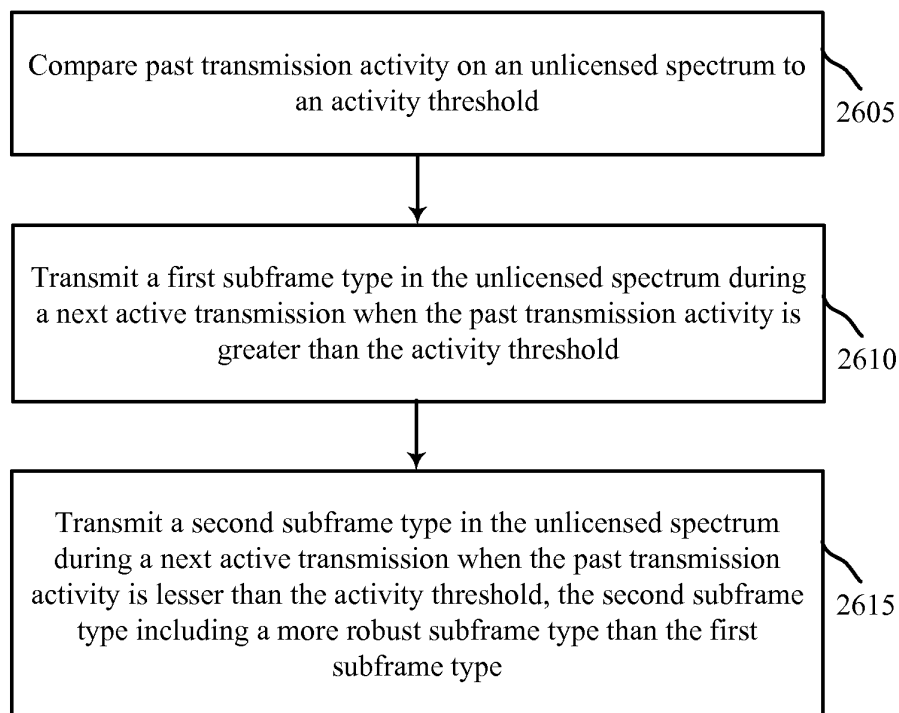 Compare past transmission activity on an unlicensed spectrum to
an activity threshold
2605
Transmit a first subframe type in the unlicensed spectrum during
a next active transmission when the past transmission activity is
greater than the activity threshold
2610
Transmit a second subframe type in the unlicensed spectrum
during a next active transmission when the past transmission
activity is lesser than the activity threshold, the second subframe
type including a more robust subframe type than the first
subframe type
2615